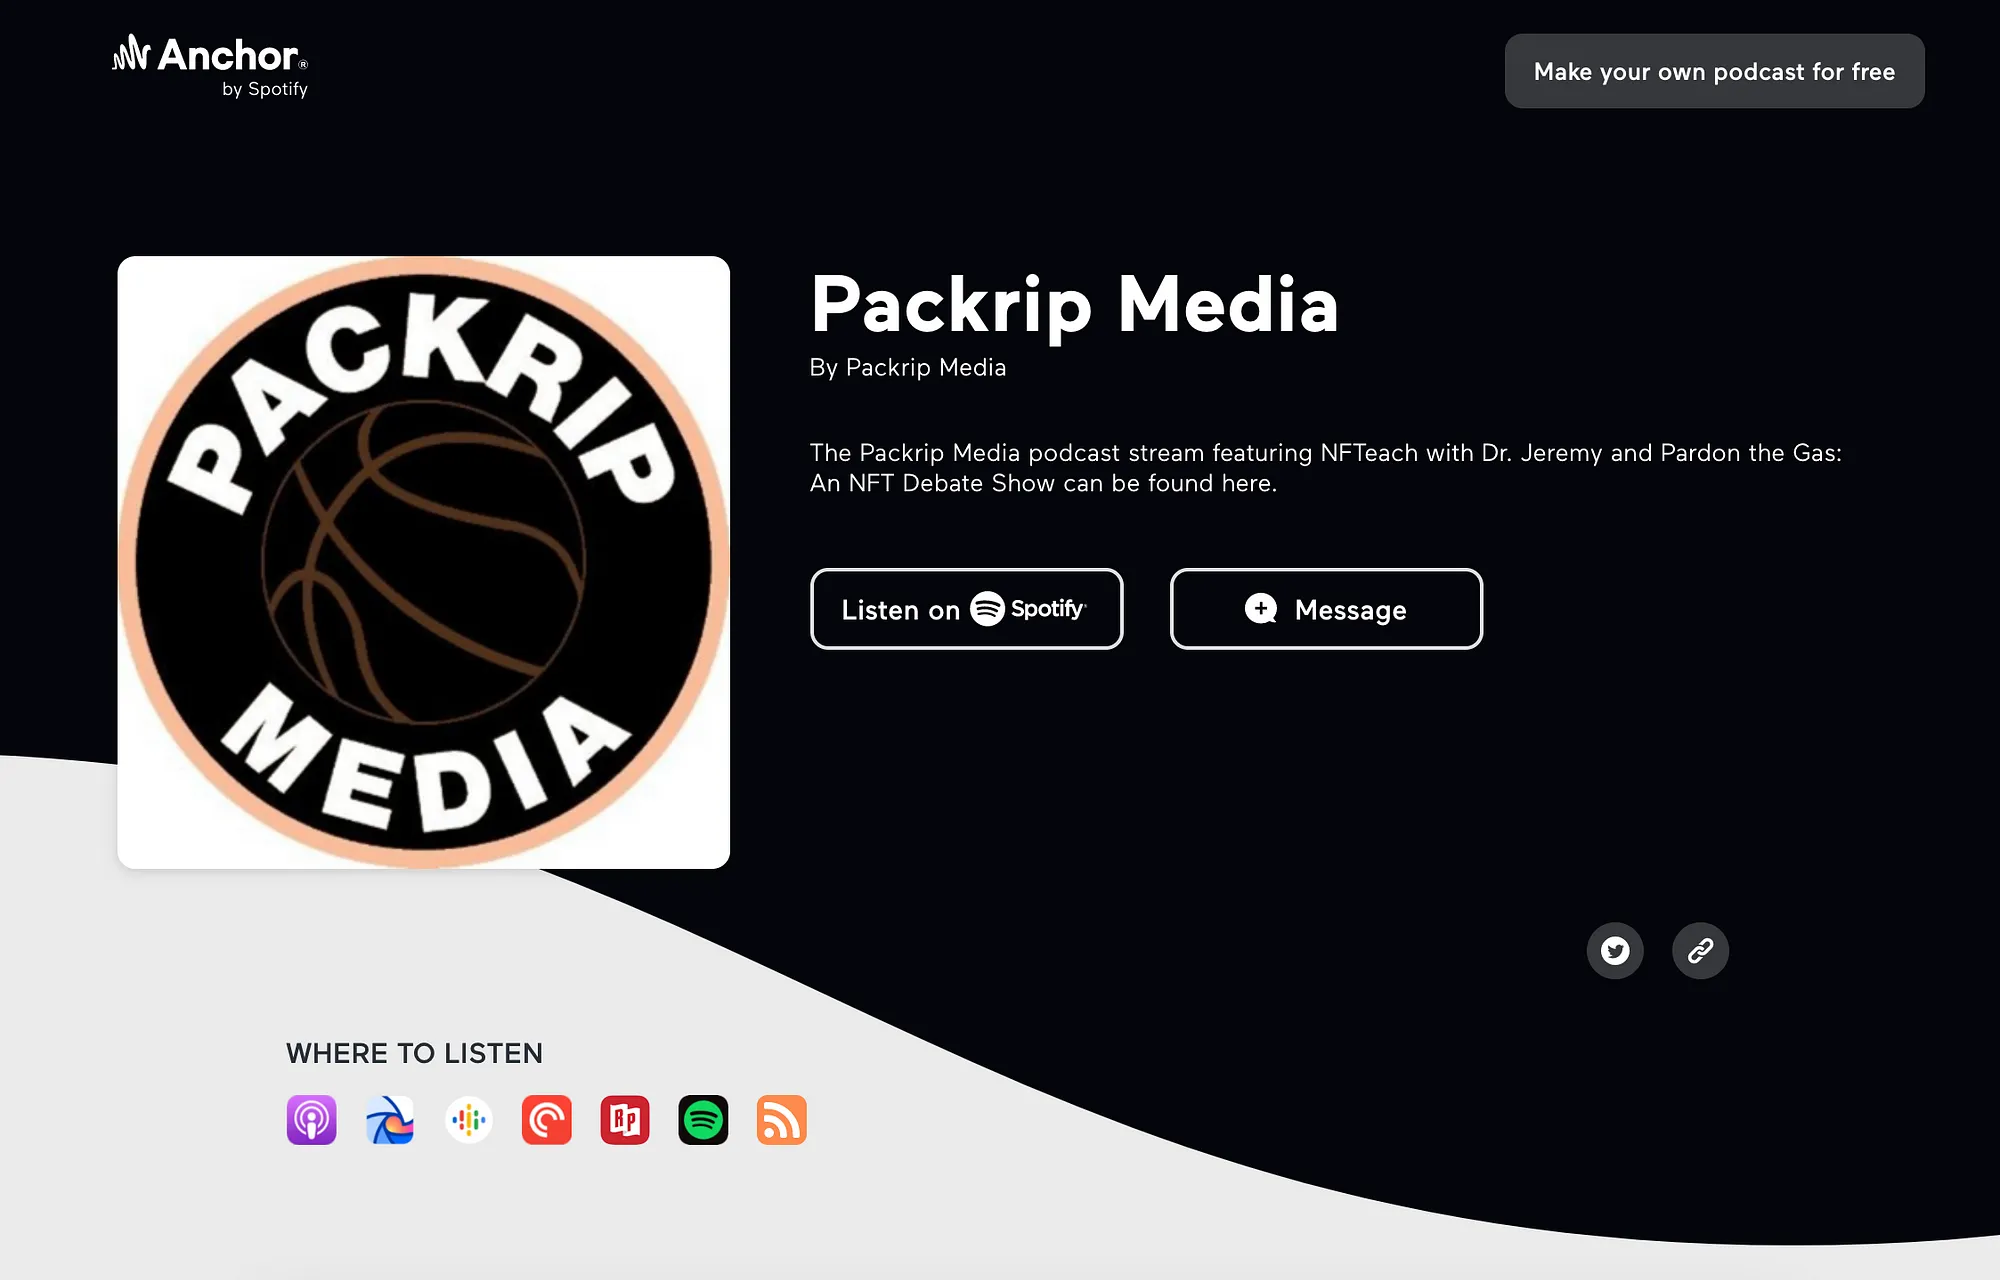 Anchor®
by Spotify
Make your own podcast for free
PACKRIP
MEDIA
Packrip Media
By Packrip Media
The Packrip Media podcast stream featuring NFTeach with Dr. Jeremy and Pardon the Gas:
An NFT Debate Show can be found here.
Listen on Spotify
Message
WHERE TO LISTEN
RP